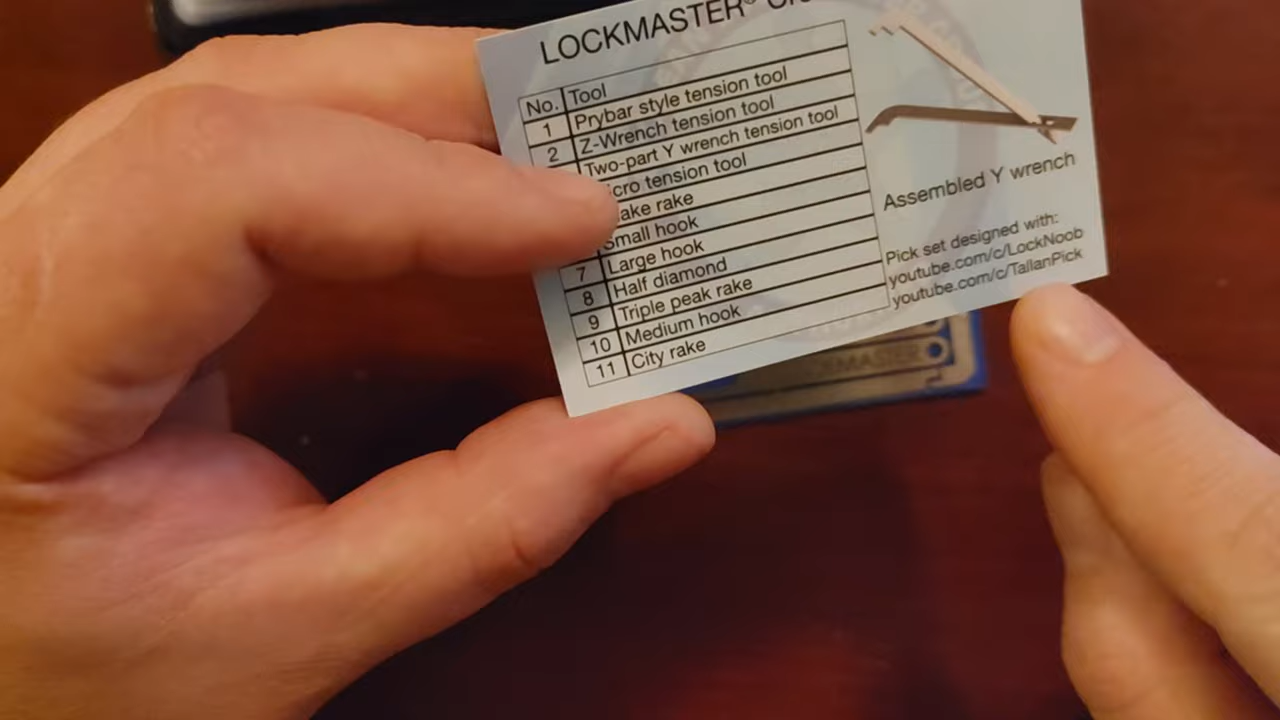 LOCKMASTER®
No. Tool
1 Prybar style tension tool
2 Z-Wrench tension tool
Two-part Y wrench tension tool
icro tension tool
ake rake
Small hook
7 Large hook
8 Half diamond
9 Triple peak rake
10 Medium hook
11 City rake
Assembled Y wrench
Pick set designed with:
youtube.com/c/LockNoob
youtube.com/c/TallanPick
LOCKMASTER